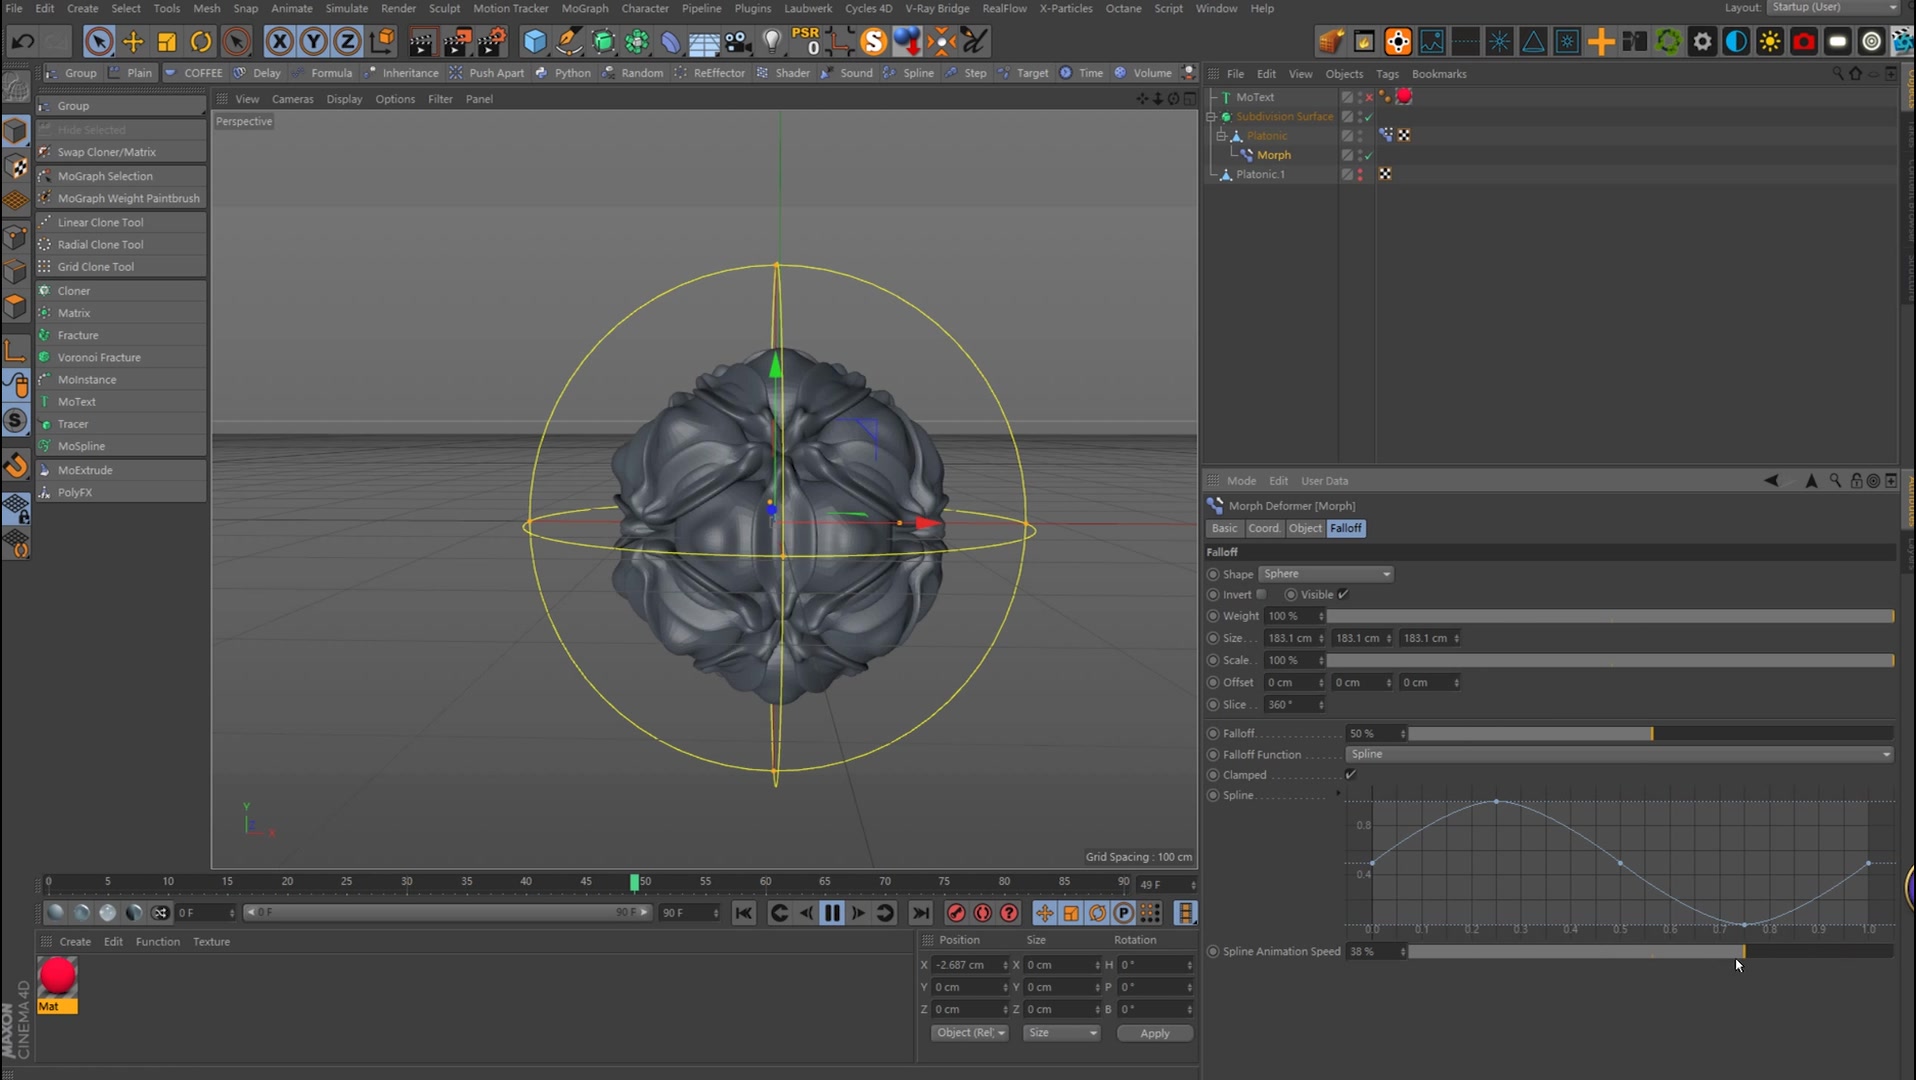 File Edit Create Select Tools Mesh Snap Animate Simulate Render Sculpt Motion Tracker MoGraph Character Pipeline Plugins Laubwerk Cycles 4D V-Ray Bridge RealFlow X-Particles Octane Script Window Help Layout: Startup (User)
PSR
0
X Y Z S
Group Plain COFFEE Delay Formula Inheritance Push Apart Python Random ReEffector Shader Sound Spline Step Target Time Volume
File Edit View Objects Tags Bookmarks
View Cameras Display Options Filter Panel
Perspective
Group
Hide Selected
Swap Cloner/Matrix
MoGraph Selection
MoGraph Weight Paintbrush
Linear Clone Tool
Radial Clone Tool
Grid Clone Tool
Cloner
Matrix
Fracture
Voronoi Fracture
MoInstance
MoText
Tracer
MoSpline
MoExtrude
PolyFX
MoText
Subdivision Surface
Platonic
Morph
Platonic.1
Mode Edit User Data
Morph Deformer [Morph]
Basic Coord. Object Falloff
Falloff
Shape Sphere
Invert Visible
Weight 100 %
Size . . . 183.1 cm 183.1 cm 183.1 cm
Scale. . 100 %
Offset 0 cm 0 cm 0 cm
Slice . . 360 °
Falloff. . . . . . . . . . . . . . 50 %
Falloff Function . . . . . Spline
Clamped . . . . . . . . . . .
Spline. . . . . . . . . . . . . .
0.8
0.4
0.0 0.1 0.2 0.3 0.4 0.5 0.6 0.7 0.8 0.9 1.0
Spline Animation Speed 38 %
Y
Z
X
Grid Spacing : 100 cm
0 5 10 15 20 25 30 35 40 45 50 55 60 65 70 75 80 85 90 49 F
0 F 0 F 90 F 90 F
P
Create Edit Function Texture
Mat
MAXON
CINEMA 4D
Position Size Rotation
X -2.687 cm X 0 cm H 0 °
Y 0 cm Y 0 cm P 0 °
Z 0 cm Z 0 cm B 0 °
Object (Rel) Size Apply